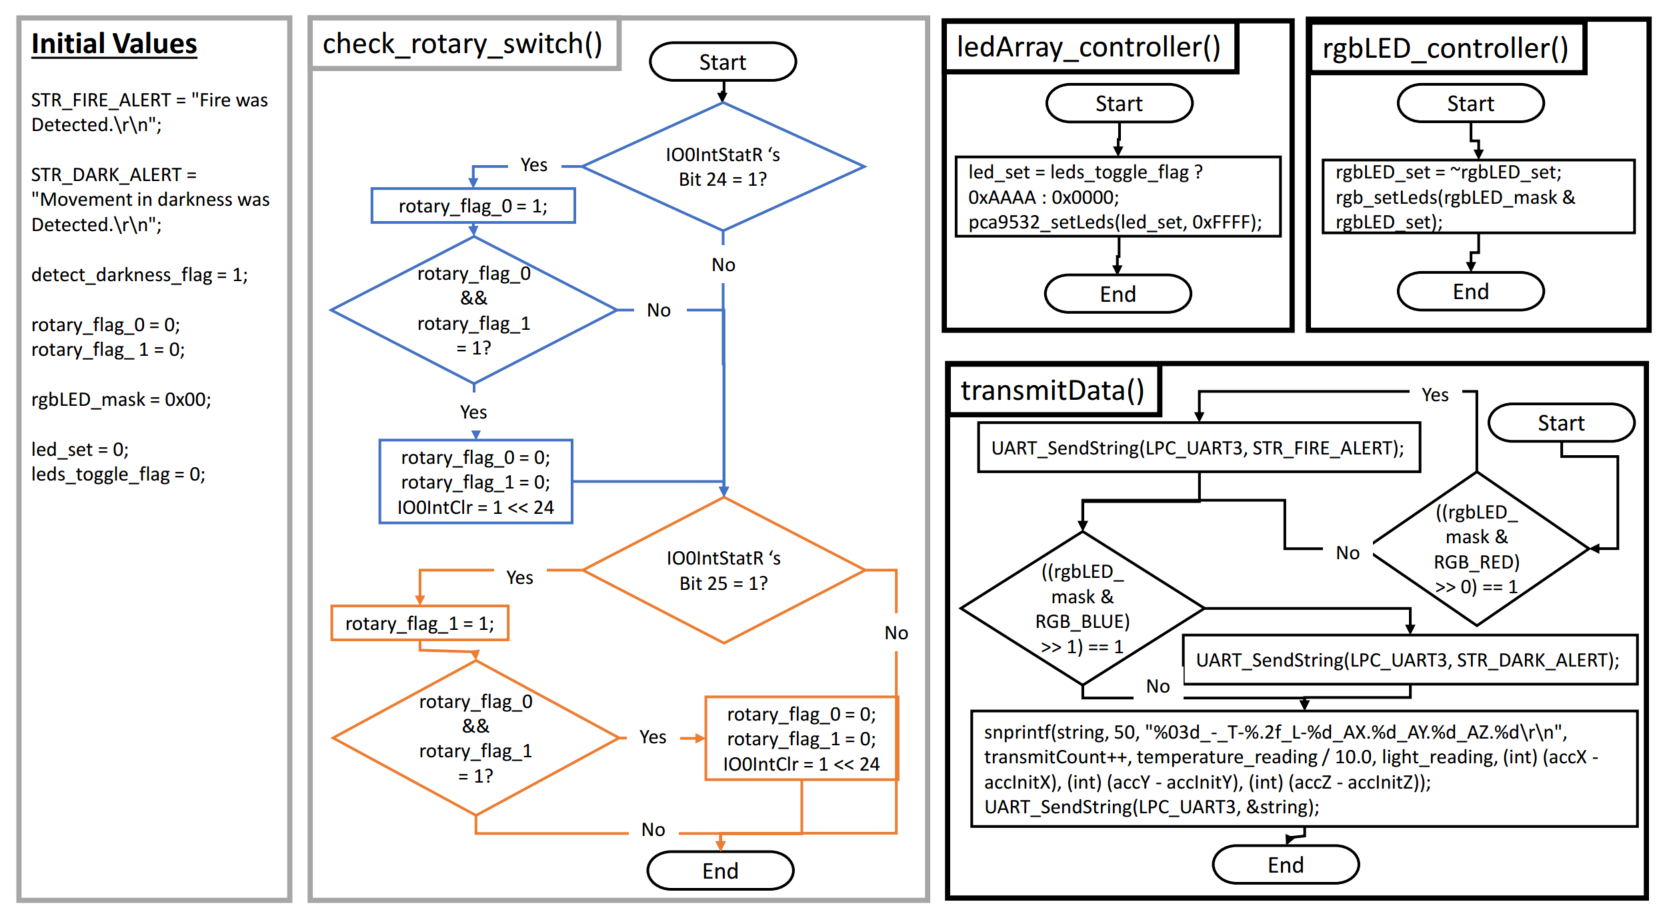 Initial Values
STR_FIRE_ALERT = "Fire was
Detected.\r\n";
STR_DARK_ALERT =
"Movement in darkness was
Detected.\r\n";
detect_darkness_flag = 1;
rotary_flag_0 = 0;
rotary_flag_ 1 = 0;
rgbLED_mask = 0x00;
led_set = 0;
leds_toggle_flag = 0;
check_rotary_switch()
Start
IO0IntStatR ‘s
Bit 24 = 1?
Yes
No
rotary_flag_0 = 1;
rotary_flag_0
&&
rotary_flag_1
= 1?
No
Yes
rotary_flag_0 = 0;
rotary_flag_1 = 0;
IO0IntClr = 1 << 24
IO0IntStatR ‘s
Bit 25 = 1?
Yes
No
rotary_flag_1 = 1;
rotary_flag_0
&&
rotary_flag_1
= 1?
Yes
rotary_flag_0 = 0;
rotary_flag_1 = 0;
IO0IntClr = 1 << 24
No
End
ledArray_controller()
Start
led_set = leds_toggle_flag ?
0xAAAA : 0x0000;
pca9532_setLeds(led_set, 0xFFFF);
End
rgbLED_controller()
Start
rgbLED_set = ~rgbLED_set;
rgb_setLeds(rgbLED_mask &
rgbLED_set);
End
transmitData()
Yes
Start
UART_SendString(LPC_UART3, STR_FIRE_ALERT);
((rgbLED_
mask &
RGB_RED)
>> 0) == 1
No
((rgbLED_
mask &
RGB_BLUE)
>> 1) == 1
UART_SendString(LPC_UART3, STR_DARK_ALERT);
No
snprintf(string, 50, "%03d_-_T-%.2f_L-%d_AX.%d_AY.%d_AZ.%d\r\n",
transmitCount++, temperature_reading / 10.0, light_reading, (int) (accX -
accInitX), (int) (accY - accInitY), (int) (accZ - accInitZ));
UART_SendString(LPC_UART3, &string);
End